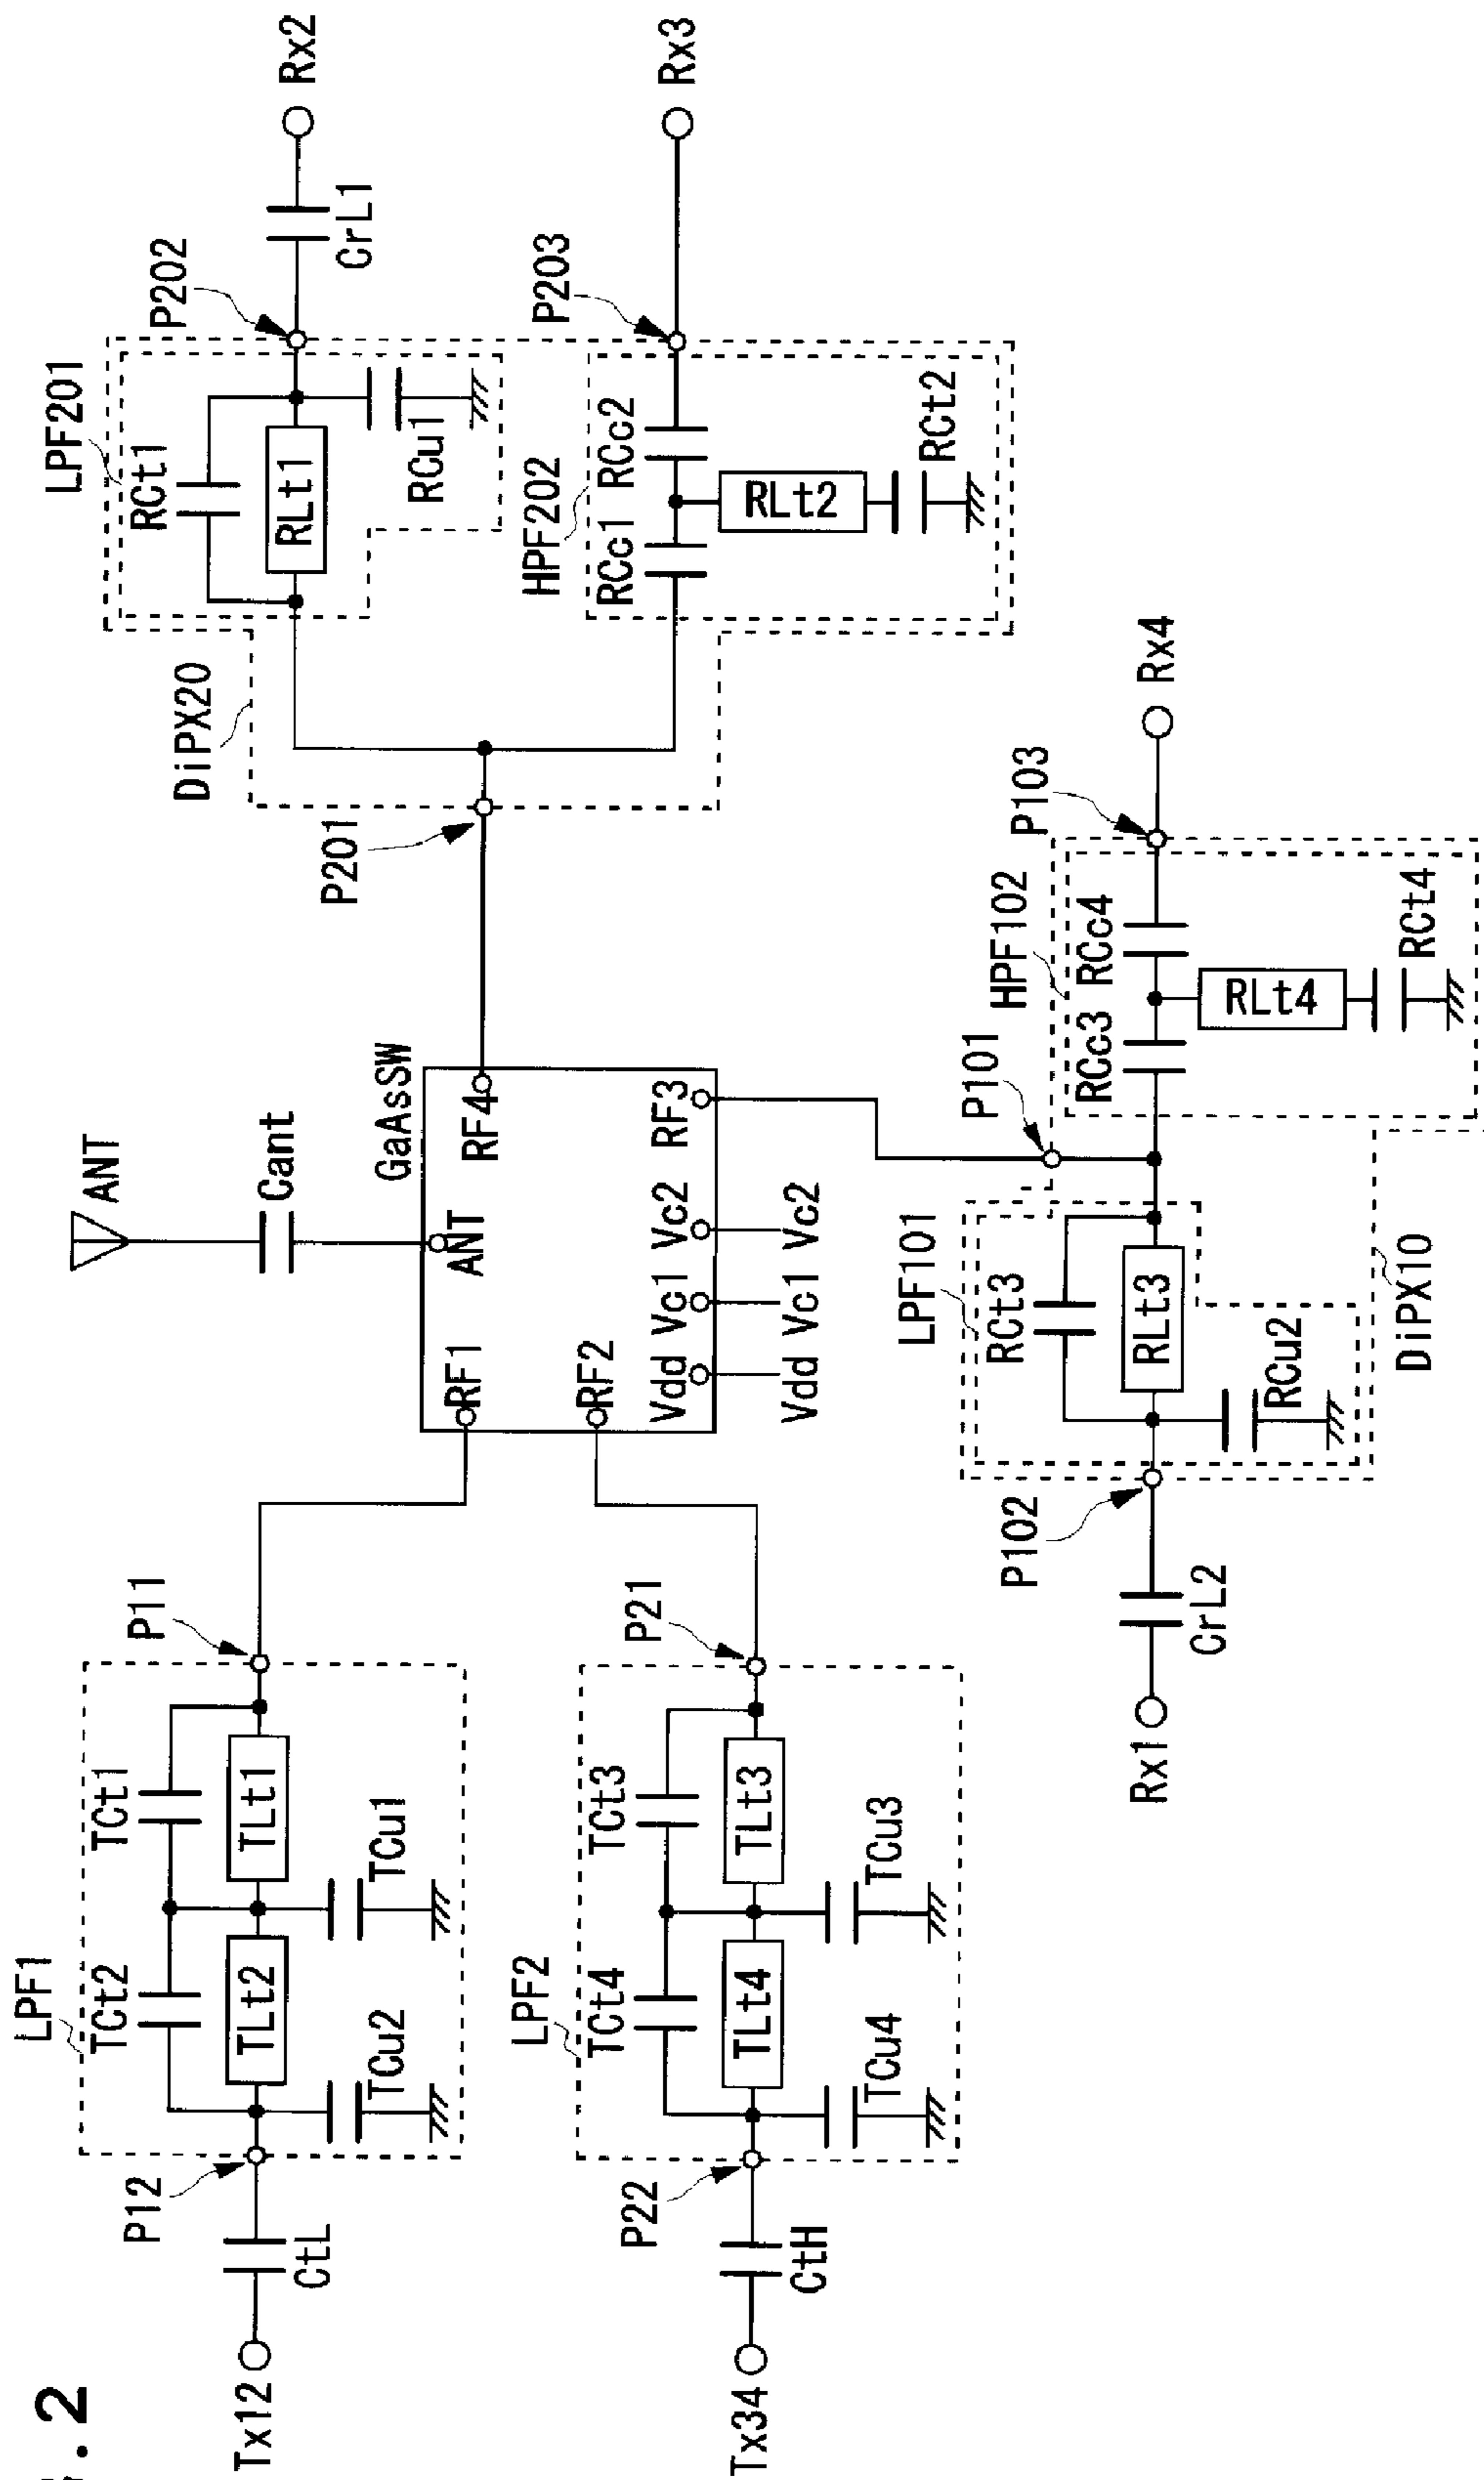 . 2
ANT
Cant
GaAsSW
ANT
RF1
RF2
RF3
RF4
Vdd
Vc1
Vc2
Vdd
Vc1
Vc2
LPF1
TCt2
TCt1
TLt2
TLt1
TCu2
TCu1
P12
P11
CtL
Tx12
LPF2
TCt4
TCt3
TLt4
TLt3
TCu4
TCu3
P22
P21
CtH
Tx34
DiPX20
P201
LPF201
RCt1
RLt1
RCu1
P202
CrL1
Rx2
HPF202
RCc1
RCc2
RLt2
RCt2
P203
Rx3
P101
LPF101
RCt3
RLt3
RCu2
P102
CrL2
Rx1
HPF102
RCc3
RCc4
RLt4
RCt4
P103
Rx4
DiPX10